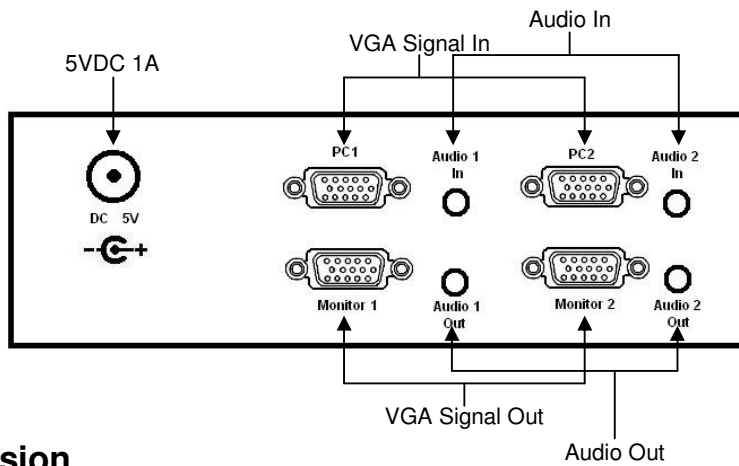 Audio In
VGA Signal In
5VDC 1A
PC1
Audio 1
In
PC2
Audio 2
In
DC 5V
- +
Monitor 1
Audio 1
Out
Monitor 2
Audio 2
Out
VGA Signal Out
Audio Out
sion